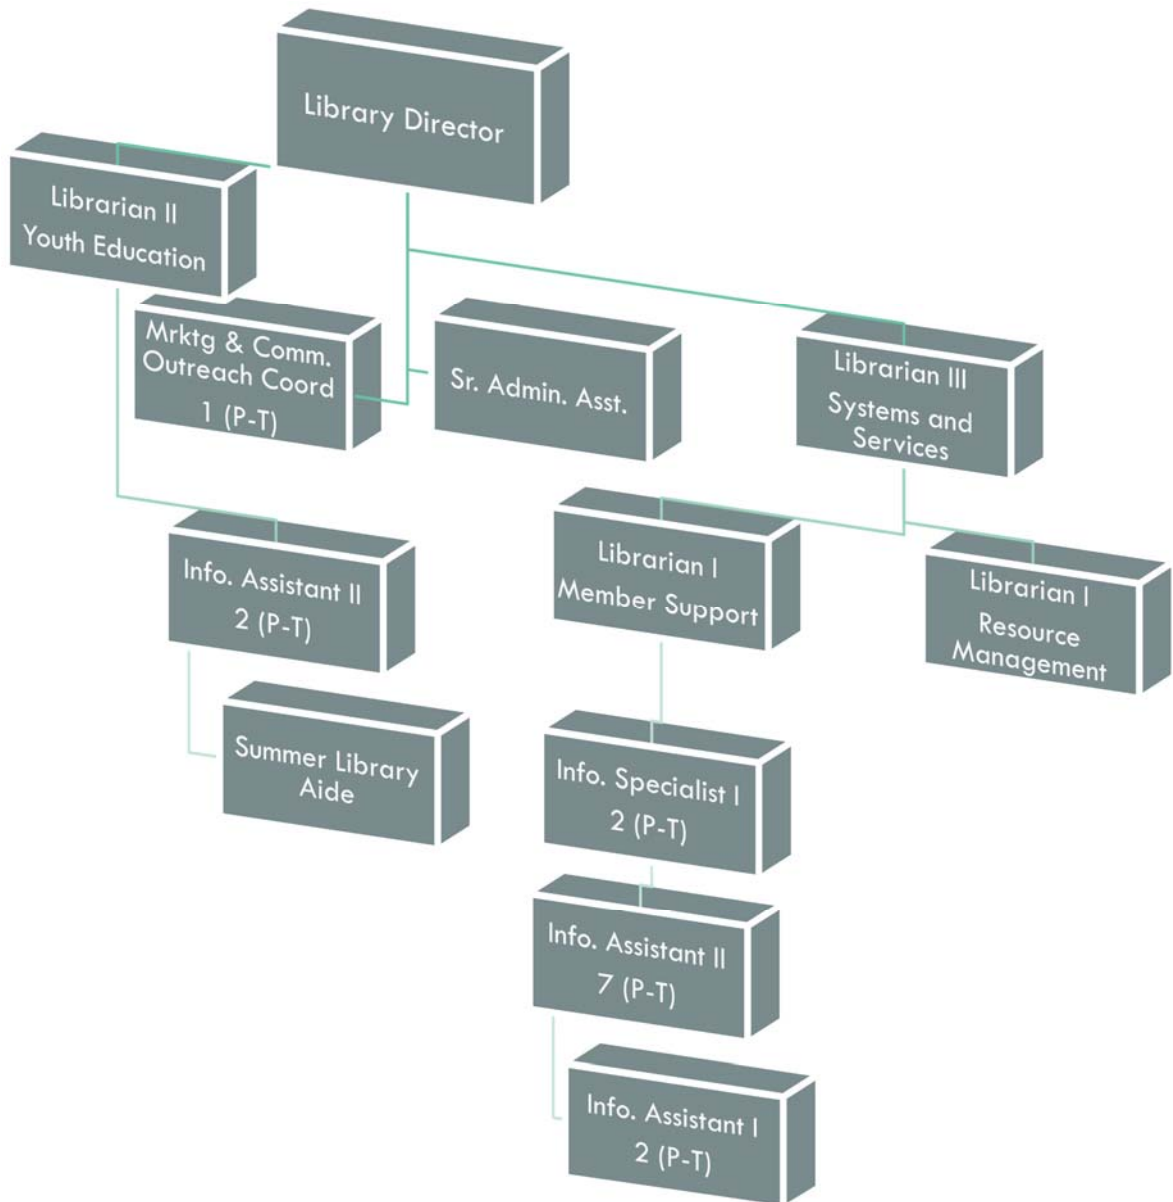 Library Director
Librarian II
Youth Education
Mrktg & Comm.
Outreach Coord
1 (P-T)
Sr. Admin. Asst.
Librarian III
Systems and
Services
Info. Assistant II
2 (P-T)
Librarian I
Member Support
Librarian I
Resource
Management
Summer Library
Aide
Info. Specialist I
2 (P-T)
Info. Assistant II
7 (P-T)
Info. Assistant I
2 (P-T)